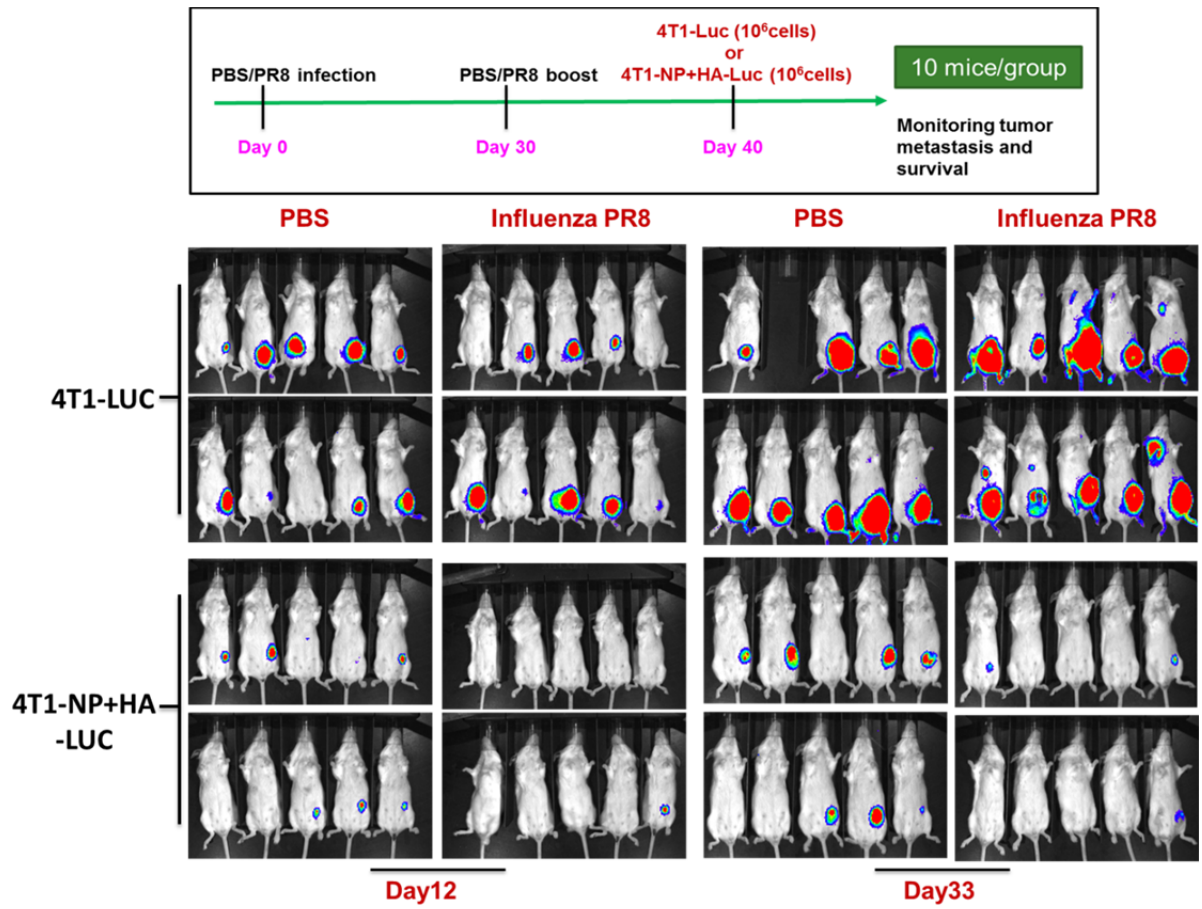 4T1-Luc (10⁶cells)
or
4T1-NP+HA-Luc (10⁶cells)
PBS/PR8 infection
PBS/PR8 boost
10 mice/group
Day 0
Day 30
Day 40
Monitoring tumor
metastasis and
survival
PBS
Influenza PR8
PBS
Influenza PR8
4T1-LUC
4T1-NP+HA
-LUC
Day12
Day33